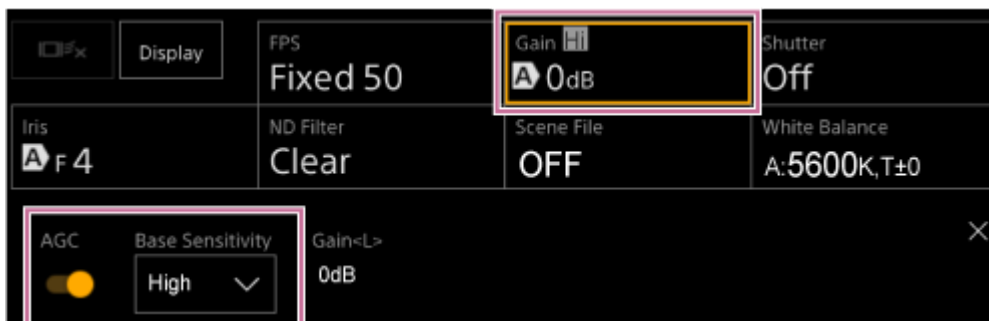 Display
FPS
Fixed 50
Gain Hi
A 0dB
Shutter
Off
Iris
A F 4
ND Filter
Clear
Scene File
OFF
White Balance
A:5600K,T±0
AGC
Base Sensitivity
High
Gain<L>
0dB